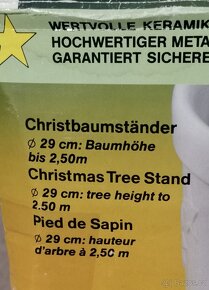 WERTVOLLE KERAMIK
HOCHWERTIGER META
GARANTIERT SICHERE
Christbaumständer
Ø 29 cm: Baumhöhe
bis 2,50m
Christmas Tree Stand
Ø 29 cm: tree height to
2.50 m
Pied de Sapin
Ø 29 cm: hauteur
d'arbre à 2,50 m